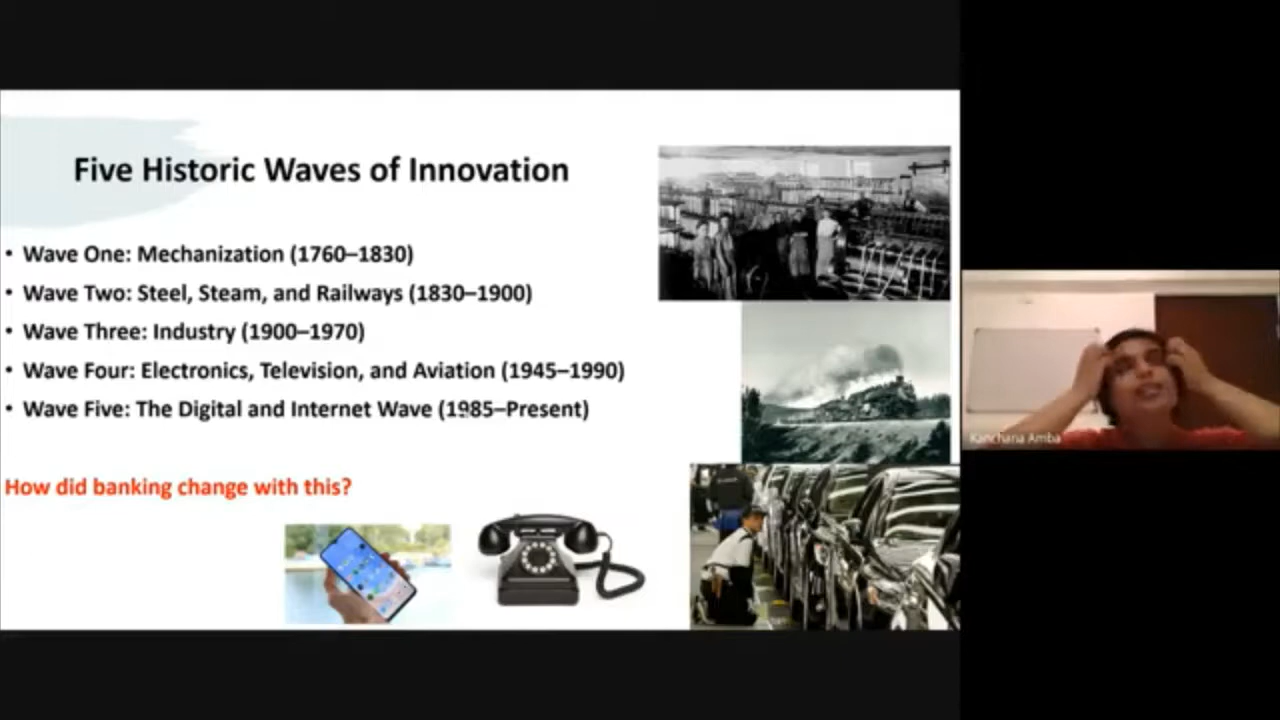 Five Historic Waves of Innovation
• Wave One: Mechanization (1760–1830)
• Wave Two: Steel, Steam, and Railways (1830–1900)
• Wave Three: Industry (1900–1970)
• Wave Four: Electronics, Television, and Aviation (1945–1990)
• Wave Five: The Digital and Internet Wave (1985–Present)
How did banking change with this?
Kanchana Amba